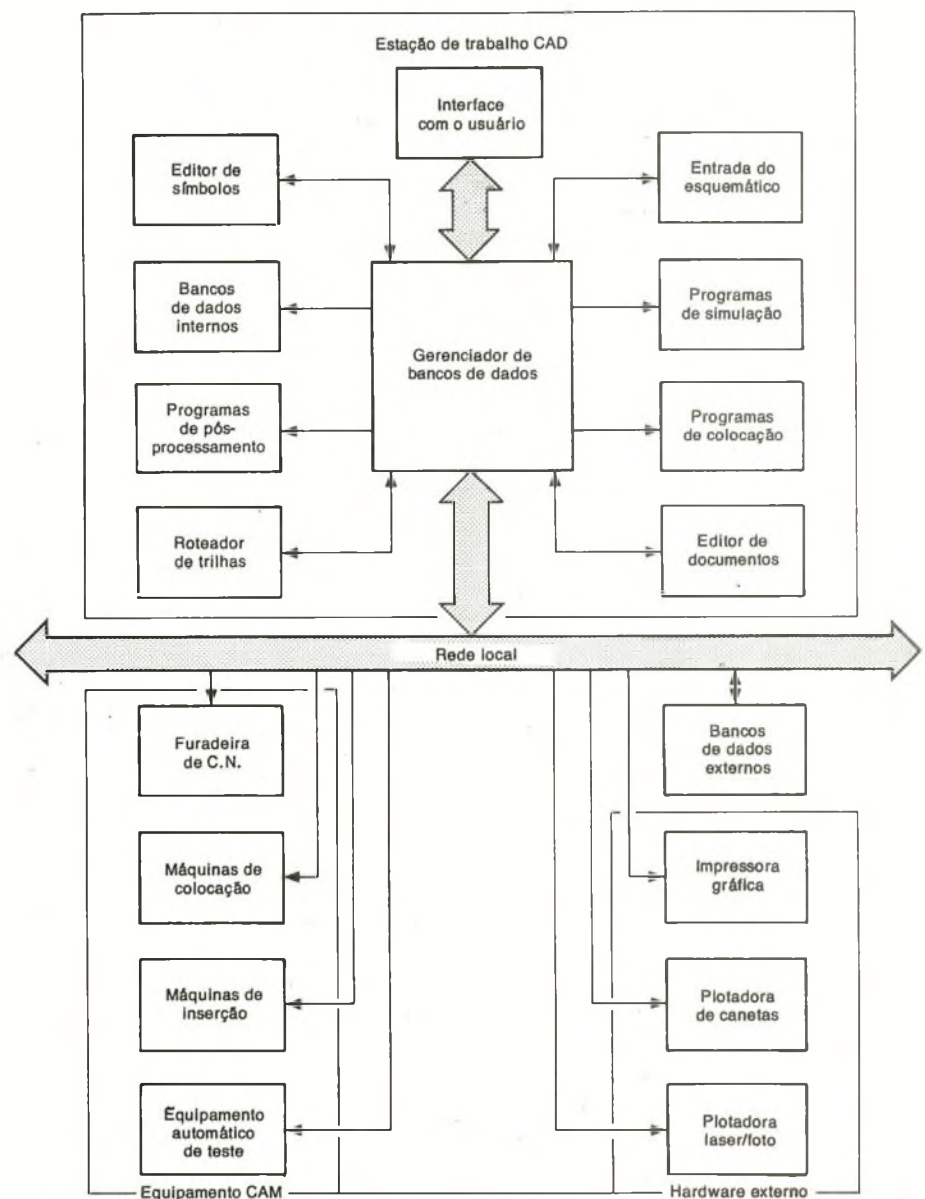 Estação de trabalho CAD
Interface
com o usuário
Editor de
símbolos
Entrada do
esquemático
Bancos
de dados
internos
Gerenciador de
bancos de dados
Programas
de simulação
Programas
de pós-
processamento
Programas
de colocação
Roteador
de trilhas
Editor de
documentos
Rede local
Furadeira
de C.N.
Bancos
de dados
externos
Máquinas de
colocação
Impressora
gráfica
Máquinas de
inserção
Plotadora
de canetas
Equipamento
automático
de teste
Plotadora
laser/foto
Equipamento CAM
Hardware externo